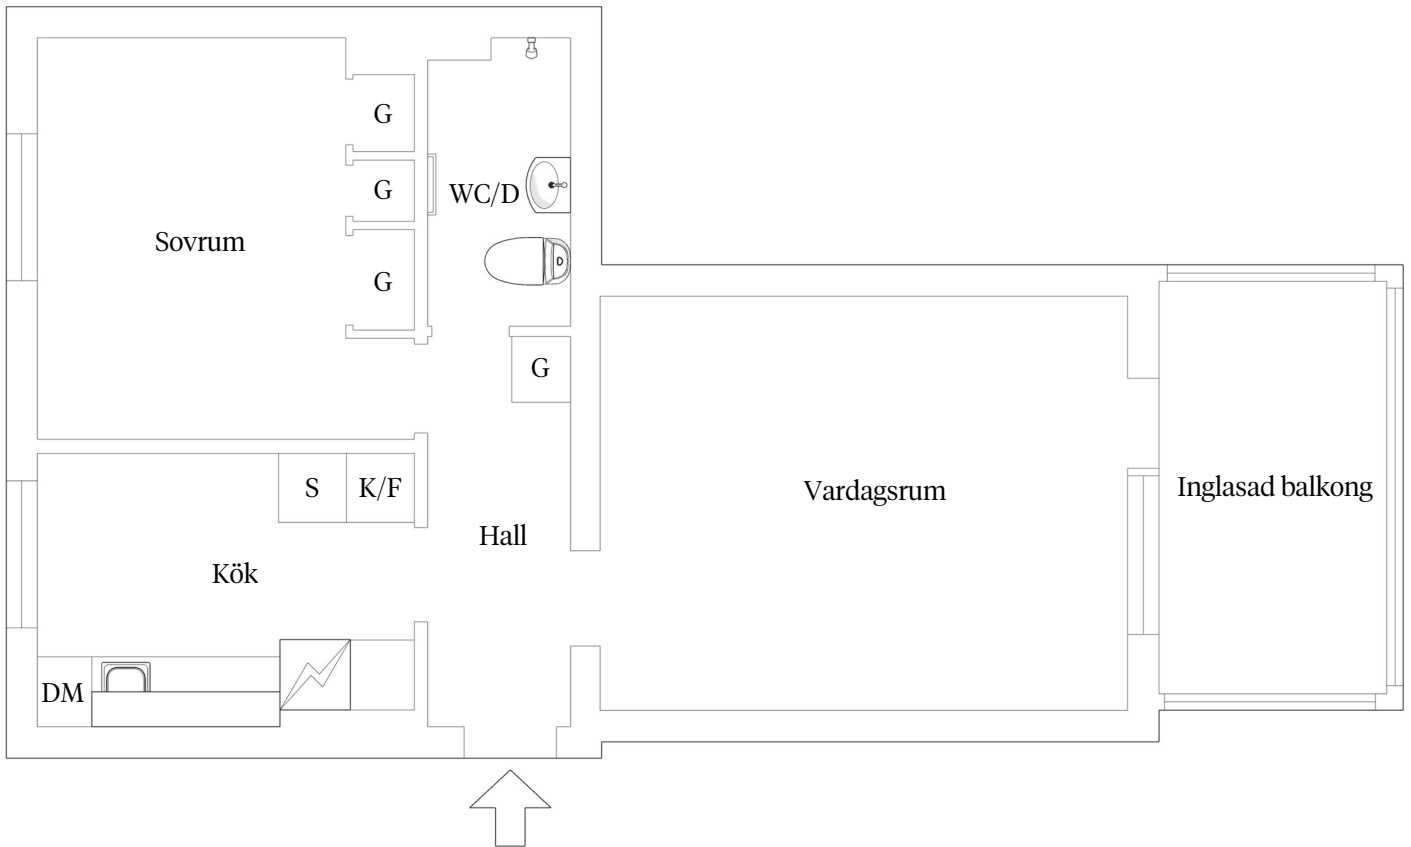 G
G
WC/D
Sovrum
G
G
S
K/F
Vardagsrum
Inglasad balkong
Hall
Kök
DM